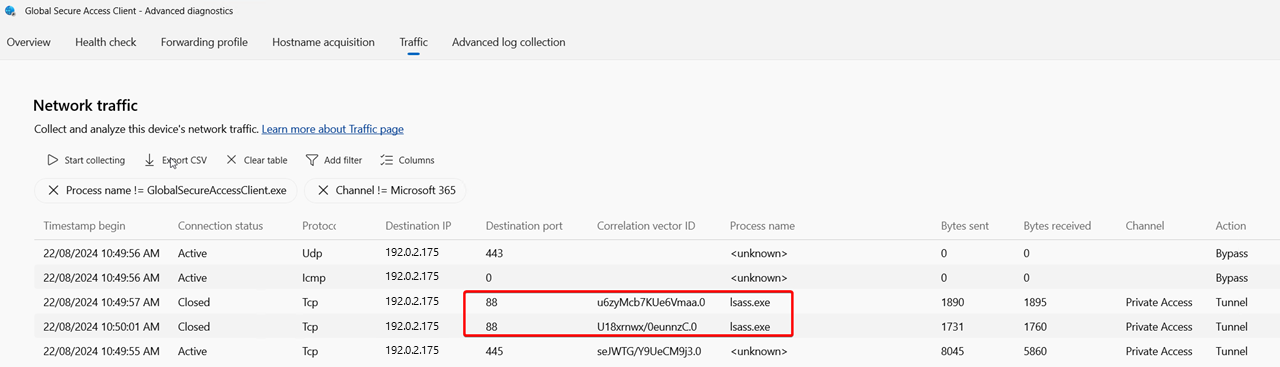 Global Secure Access Client - Advanced diagnostics
Overview Health check Forwarding profile Hostname acquisition Traffic Advanced log collection
Network traffic
Collect and analyze this device's network traffic. Learn more about Traffic page
Start collecting Export CSV Clear table Add filter Columns
Process name != GlobalSecureAccessClient.exe Channel != Microsoft 365
Timestamp begin Connection status Protoc Destination IP Destination port Correlation vector ID Process name Bytes sent Bytes received Channel Action
22/08/2024 10:49:56 AM Active Udp 192.0.2.175 443 <unknown> 0 0 Bypass
22/08/2024 10:49:56 AM Active Icmp 192.0.2.175 0 <unknown> 0 0 Bypass
22/08/2024 10:49:57 AM Closed Tcp 192.0.2.175 88 u6zyMcb7KUe6Vmaa.0 lsass.exe 1890 1895 Private Access Tunnel
22/08/2024 10:50:01 AM Closed Tcp 192.0.2.175 88 U18xrnwx/0eunnzC.0 lsass.exe 1731 1760 Private Access Tunnel
22/08/2024 10:49:55 AM Active Tcp 192.0.2.175 445 seJWTG/Y9UeCM9j3.0 <unknown> 8045 5860 Private Access Tunnel